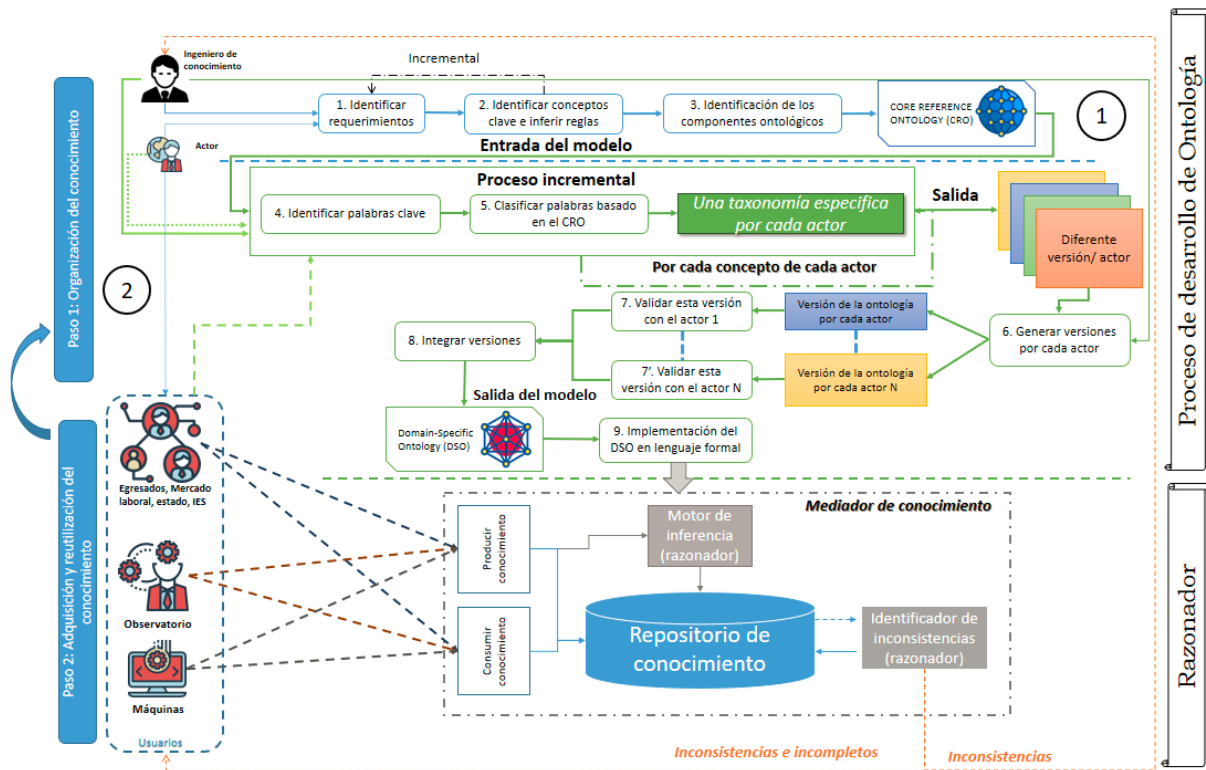 Ingeniero de
conocimiento
Incremental
1. Identificar
requerimientos
2. Identificar conceptos
clave e inferir reglas
3. Identificación de los
componentes ontológicos
CORE REFERENCE
ONTOLOGY (CRO)
1
Actor
Entrada del modelo
Proceso incremental
4. Identificar palabras clave
5. Clasificar palabras basado
en el CRO
Una taxonomía especifica
por cada actor
Salida
Diferente
versión/ actor
Por cada concepto de cada actor
2
6. Generar versiones
por cada actor
Versión de la ontología
por cada actor
7. Validar esta versión
con el actor 1
Versión de la ontología
por cada actor N
7’. Validar esta
versión con el actor N
8. Integrar versiones
Salida del modelo
Domain-Specific
Ontology (DSO)
9. Implementación del
DSO en lenguaje formal
Paso 1: Organización del conocimiento
Proceso de desarrollo de Ontología
Paso 2: Adquisición y reutilización del
conocimiento
Egresados, Mercado
laboral, estado, IES
Observatorio
Máquinas
Usuarios
Mediador de conocimiento
Producir
conocimiento
Consumir
conocimiento
Motor de
inferencia
(razonador)
Repositorio de
conocimiento
Identificador de
inconsistencias
(razonador)
Razonador
Inconsistencias e incompletos
Inconsistencias